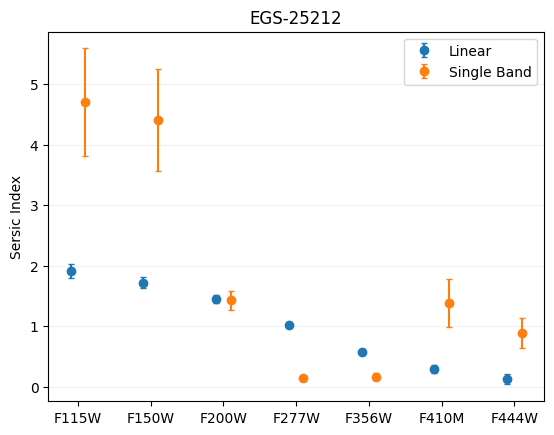 EGS-25212
Linear
Single Band
Sersic Index
5
4
3
2
1
0
F115W F150W F200W F277W F356W F410M F444W